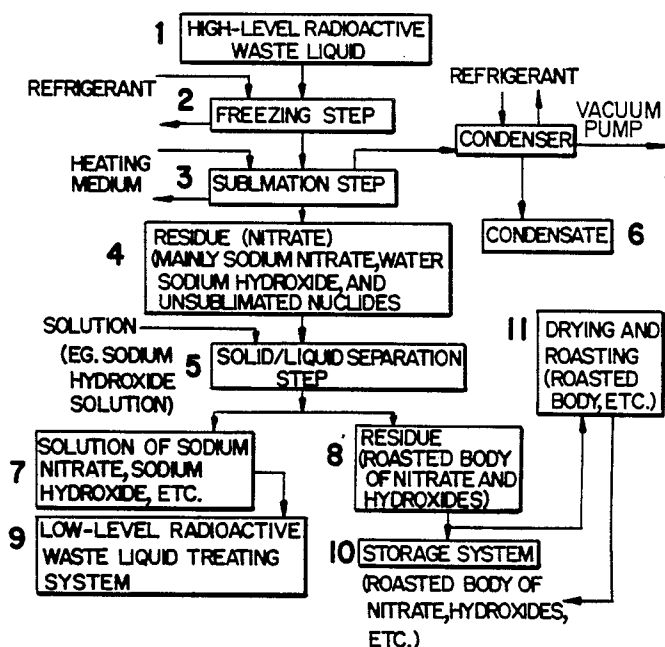 1
HIGH-LEVEL RADIOACTIVE
WASTE LIQUID
REFRIGERANT
2
FREEZING STEP
REFRIGERANT
CONDENSER
VACUUM
PUMP
HEATING
MEDIUM
3
SUBLMATION STEP
CONDENSATE
6
4
RESIDUE (NITRATE)
(MAINLY SODIUM NITRATE, WATER
SODIUM HYDROXIDE, AND
UNSUBLIMATED NUCLIDES
SOLUTION
(EG. SODIUM
HYDROXIDE
SOLUTION)
5
SOLID/LIQUID SEPARATION
STEP
11
DRYING AND
ROASTING
(ROASTED
BODY, ETC.)
7
SOLUTION OF SODIUM
NITRATE, SODIUM
HYDROXIDE, ETC.
8
RESIDUE
(ROASTED BODY
OF NITRATE AND
HYDROXIDES)
9
LOW-LEVEL RADIOACTIVE
WASTE LIQUID TREATING
SYSTEM
10
STORAGE SYSTEM
(ROASTED BODY OF
NITRATE, HYDROXIDES,
ETC.)